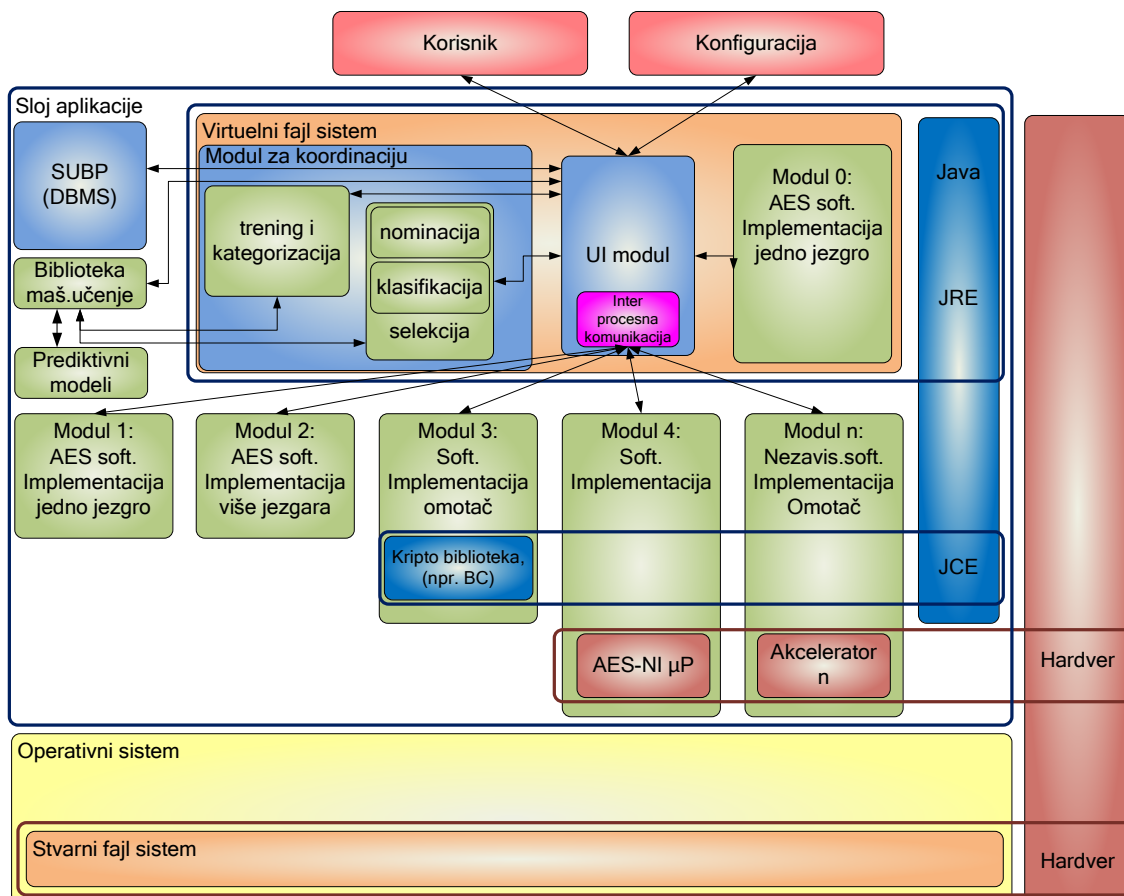 Korisnik
Konfiguracija
Sloj aplikacije
Virtuelni fajl sistem
Modul za koordinaciju
SUBP
(DBMS)
trening i
kategorizacija
nominacija
klasifikacija
selekcija
UI modul
Inter
procesna
komunikacija
Modul 0:
AES soft.
Implementacija
jedno jezgro
Java
JRE
JCE
Biblioteka
maš.učenje
Prediktivni
modeli
Modul 1:
AES soft.
Implementacija
jedno jezgro
Modul 2:
AES soft.
Implementacija
više jezgara
Modul 3:
Soft.
Implementacija
omotač
Kripto biblioteka,
(npr. BC)
Modul 4:
Soft.
Implementacija
AES-NI µP
Modul n:
Nezavis.soft.
Implementacija
Omotač
Akcelerator
n
Hardver
Operativni sistem
Stvarni fajl sistem
Hardver